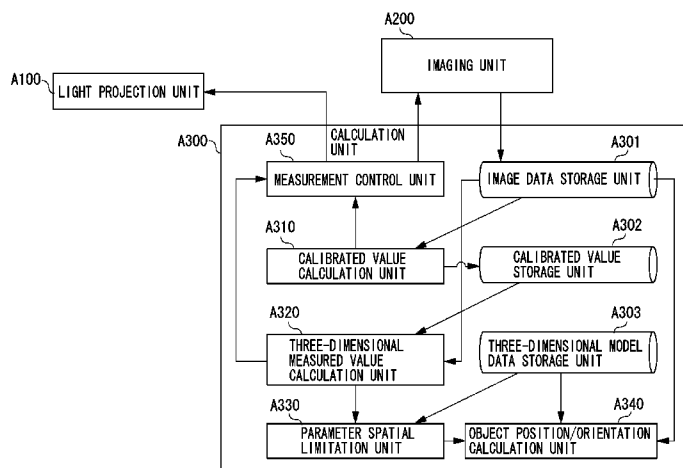 A200
IMAGING UNIT
A100
LIGHT PROJECTION UNIT
A300
CALCULATION
UNIT
A350
MEASUREMENT CONTROL UNIT
A301
IMAGE DATA STORAGE UNIT
A310
CALIBRATED VALUE
CALCULATION UNIT
A302
CALIBRATED VALUE
STORAGE UNIT
A320
THREE-DIMENSIONAL
MEASURED VALUE
CALCULATION UNIT
A303
THREE-DIMENSIONAL MODEL
DATA STORAGE UNIT
A330
PARAMETER SPATIAL
LIMITATION UNIT
A340
OBJECT POSITION/ORIENTATION
CALCULATION UNIT